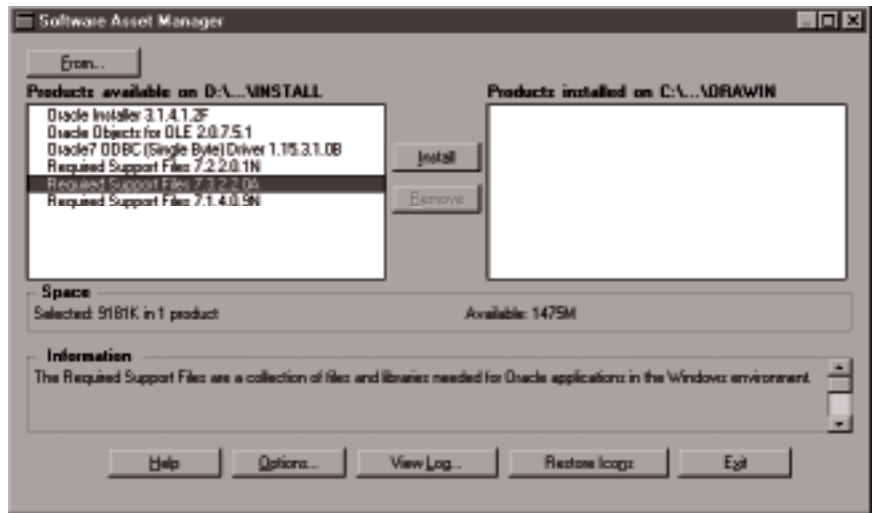 Software Asset Manager
From...
Products available on D:\...\INSTALL
Products installed on C:\...\ORAWIN
Oracle Installer 3.1.4.1.2F
Oracle Objects for OLE 2.0.7.5.1
Oracle7 ODBC (Single Byte) Driver 1.15.3.1.0B
Required Support Files 7.2.2.0.1N
Required Support Files 7.3.2.2.0A
Required Support Files 7.1.4.0.9N
Install
Remove
Space
Selected: 9181K in 1 product
Available: 1475M
Information
The Required Support Files are a collection of files and libraries needed for Oracle applications in the Windows environment.
Help
Options...
View Log...
Restore Icons
Exit